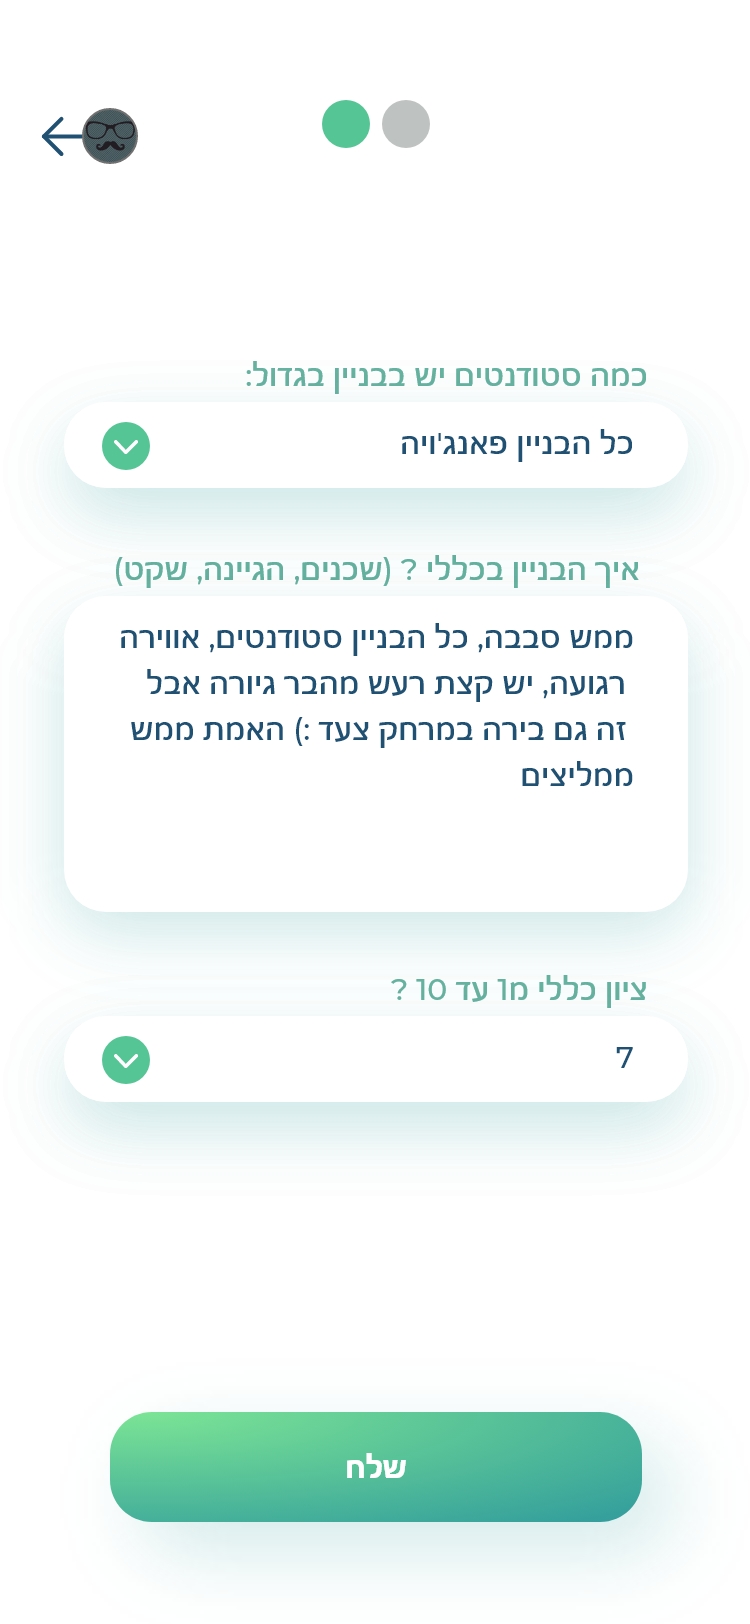 כמה סטודנטים יש בבניין בגדול:
כל הבניין פאנג'ויה
איך הבניין בכללי ? (שכנים, הגיינה, שקט)
ממש סבבה, כל הבניין סטודנטים, אווירה
רגועה, יש קצת רעש מהבר גיורה אבל
זה גם בירה במרחק צעד :) האמת ממש
ממליצים
ציון כללי מ1 עד 10 ?
7
שלח